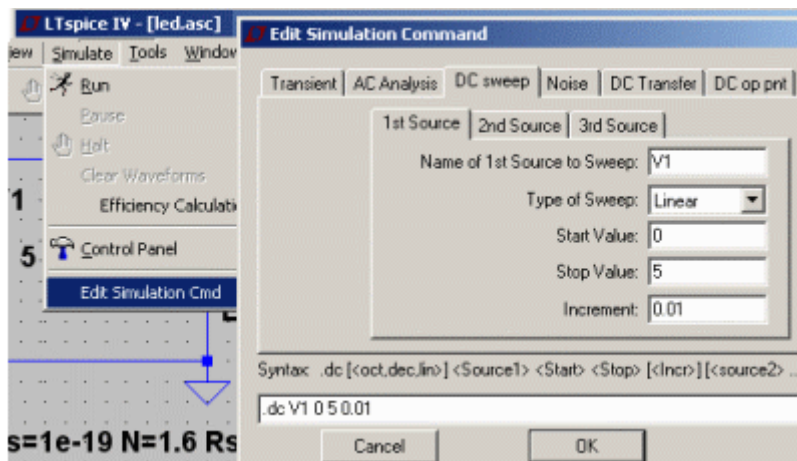 LTspice IV - [led.asc]
iew Simulate Tools Window
Run
Pause
Halt
Clear Waveforms
Efficiency Calculati
Control Panel
Edit Simulation Cmd
1
5
s=1e-19 N=1.6 Rs
Edit Simulation Command
Transient AC Analysis DC sweep Noise DC Transfer DC op pnt
1st Source 2nd Source 3rd Source
Name of 1st Source to Sweep: V1
Type of Sweep: Linear
Start Value: 0
Stop Value: 5
Increment: 0.01
Syntax: .dc [<oct,dec,lin>] <Source1> <Start> <Stop> [<Incr>] [<source2> ..
.dc V1 0 5 0.01
Cancel OK